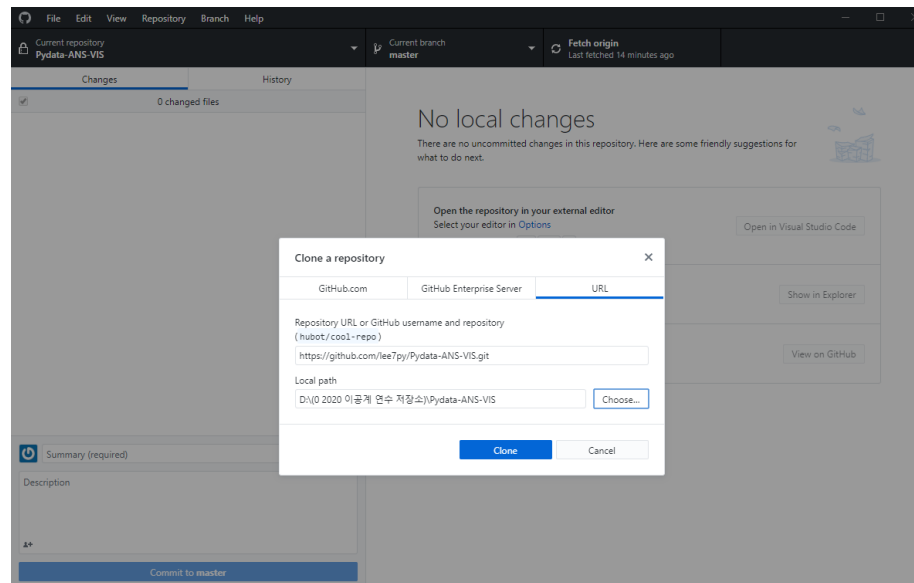 File Edit View Repository Branch Help
Current repository
Pydata-ANS-VIS
Current branch
master
Fetch origin
Last fetched 14 minutes ago
Changes History
0 changed files
No local changes
There are no uncommitted changes in this repository. Here are some friendly suggestions for
what to do next.
Open the repository in your external editor
Select your editor in Options
Open in Visual Studio Code
Show in Explorer
View on GitHub
Clone a repository
GitHub.com GitHub Enterprise Server URL
Repository URL or GitHub username and repository
(hubot/cool-repo)
https://github.com/lee7py/Pydata-ANS-VIS.git
Local path
D:\(0 2020 이공계 연수 저장소)\Pydata-ANS-VIS
Choose...
Clone Cancel
Summary (required)
Description
Commit to master